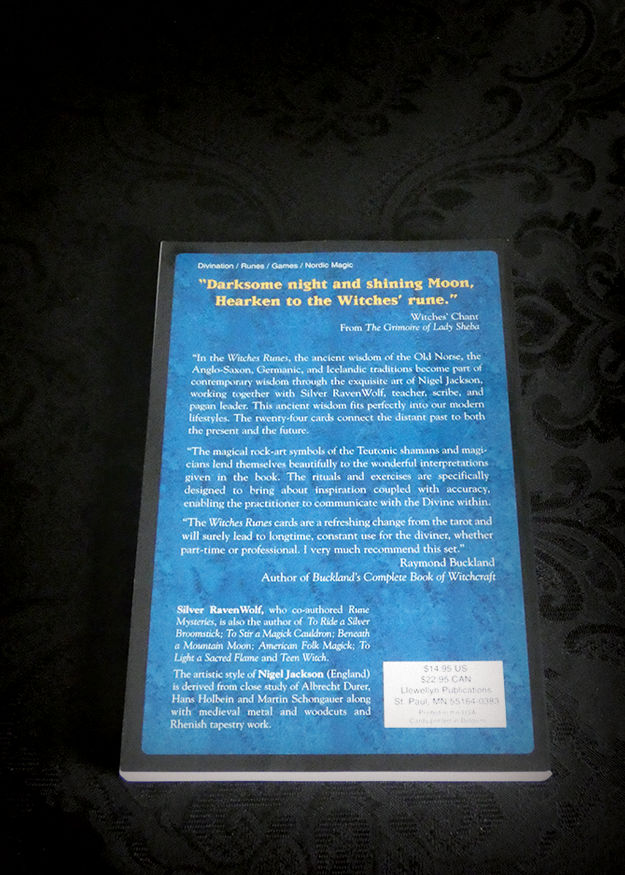 Divination / Runes / Games / Nordic Magic
“Darksome night and shining Moon,
Hearken to the Witches’ rune.”
Witches’ Chant
From The Grimoire of Lady Sheba
“In the Witches Runes, the ancient wisdom of the Old Norse, the
Anglo-Saxon, Germanic, and Icelandic traditions become part of
contemporary wisdom through the exquisite art of Nigel Jackson,
working together with Silver RavenWolf, teacher, scribe, and
pagan leader. This ancient wisdom fits perfectly into our modern
lifestyles. The twenty-four cards connect the distant past to both
the present and the future.
“The magical rock-art symbols of the Teutonic shamans and magi-
cians lend themselves beautifully to the wonderful interpretations
given in the book. The rituals and exercises are specifically
designed to bring about inspiration coupled with accuracy,
enabling the practitioner to communicate with the Divine within.
“The Witches Runes cards are a refreshing change from the tarot and
will surely lead to longtime, constant use for the diviner, whether
part-time or professional. I very much recommend this set.”
Raymond Buckland
Author of Buckland’s Complete Book of Witchcraft
Silver RavenWolf, who co-authored Rune
Mysteries, is also the author of To Ride a Silver
Broomstick; To Stir a Magick Cauldron; Beneath
a Mountain Moon; American Folk Magick; To
Light a Sacred Flame and Teen Witch.
The artistic style of Nigel Jackson (England)
is derived from close study of Albrecht Durer,
Hans Holbein and Martin Schongauer along
with medieval metal and woodcuts and
Rhenish tapestry work.
$14.95 US
$22.95 CAN
Llewellyn Publications
St. Paul, MN 55164-0383
Printed in the USA
Cards printed in Belgium